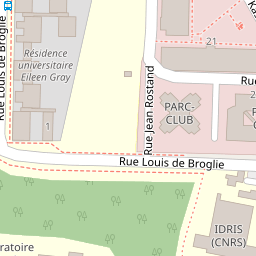 Rue Louis de Broglie
Résidence
universitaire
Eileen Gray
1
21
Rue
Rue Jean Rostand
PARC-
CLUB
Rue Louis de Broglie
IDRIS
(CNRS)
ratoire